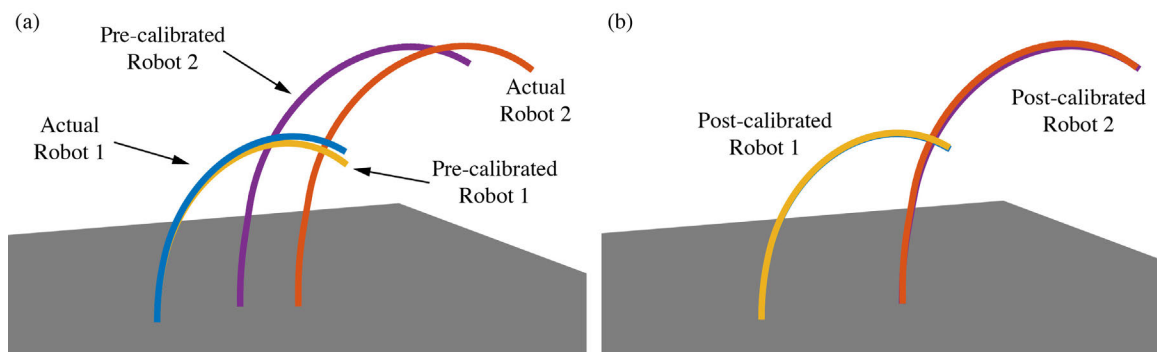 (a)
Pre-calibrated
Robot 2
Actual
Robot 2
Actual
Robot 1
Pre-calibrated
Robot 1
(b)
Post-calibrated
Robot 1
Post-calibrated
Robot 2